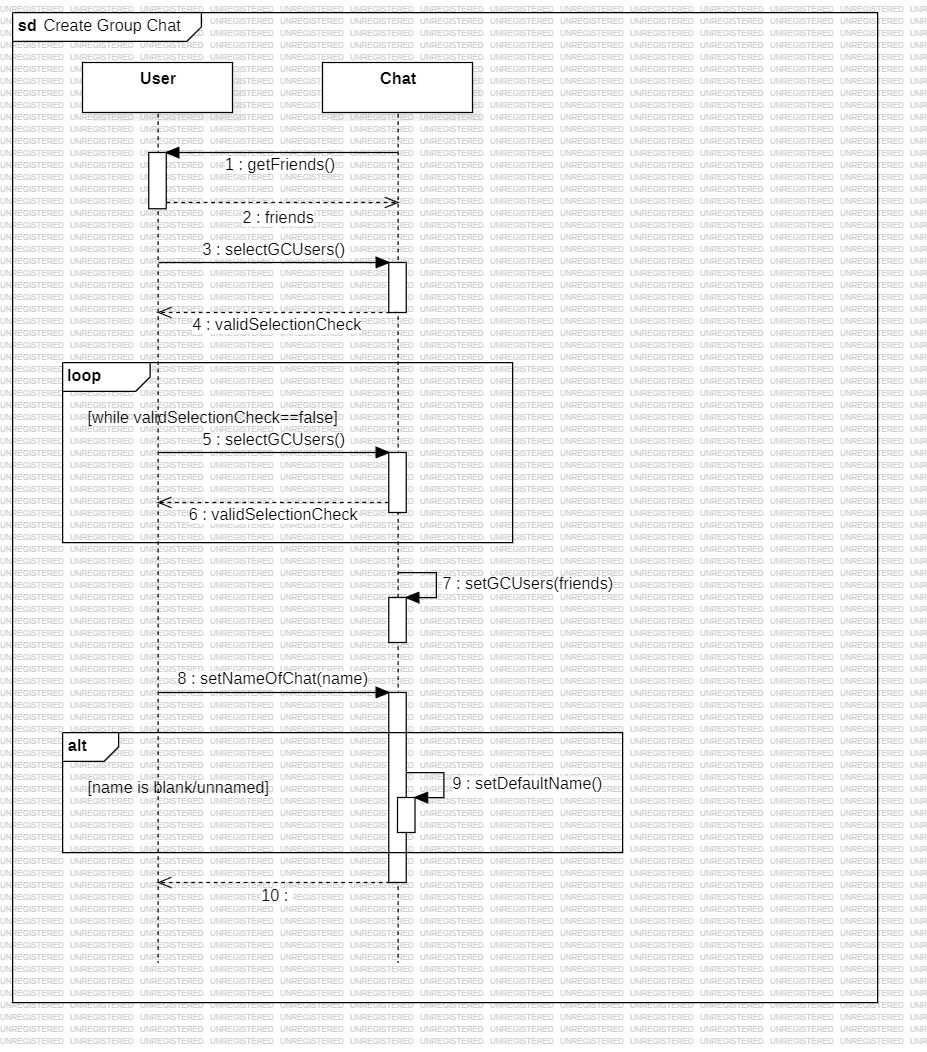 sd Create Group Chat
User
Chat
1 : getFriends()
2 : friends
3 : selectGCUsers()
4 : validSelectionCheck
loop
[while validSelectionCheck==false]
5 : selectGCUsers()
6 : validSelectionCheck
7 : setGCUsers(friends)
8 : setNameOfChat(name)
alt
[name is blank/unnamed]
9 : setDefaultName()
10 :
UNREGISTERED